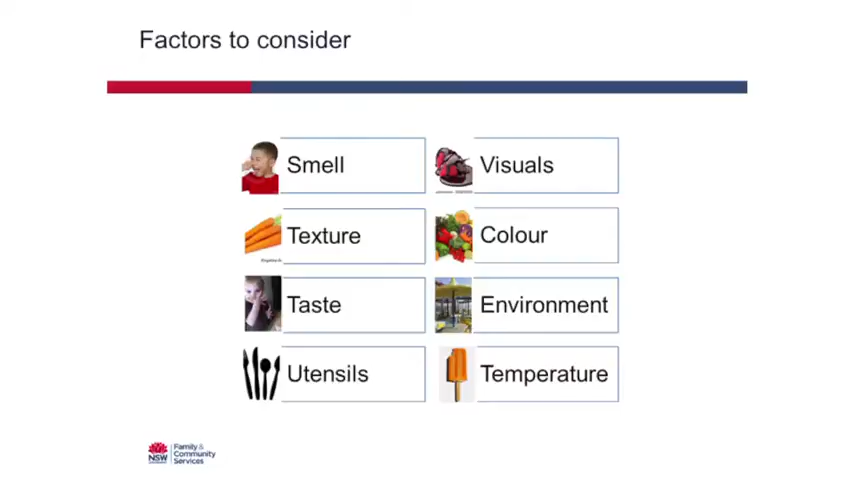 Factors to consider
Smell
Visuals
Texture
Colour
Taste
Environment
Utensils
Temperature
NSW
Family &
Community
Services